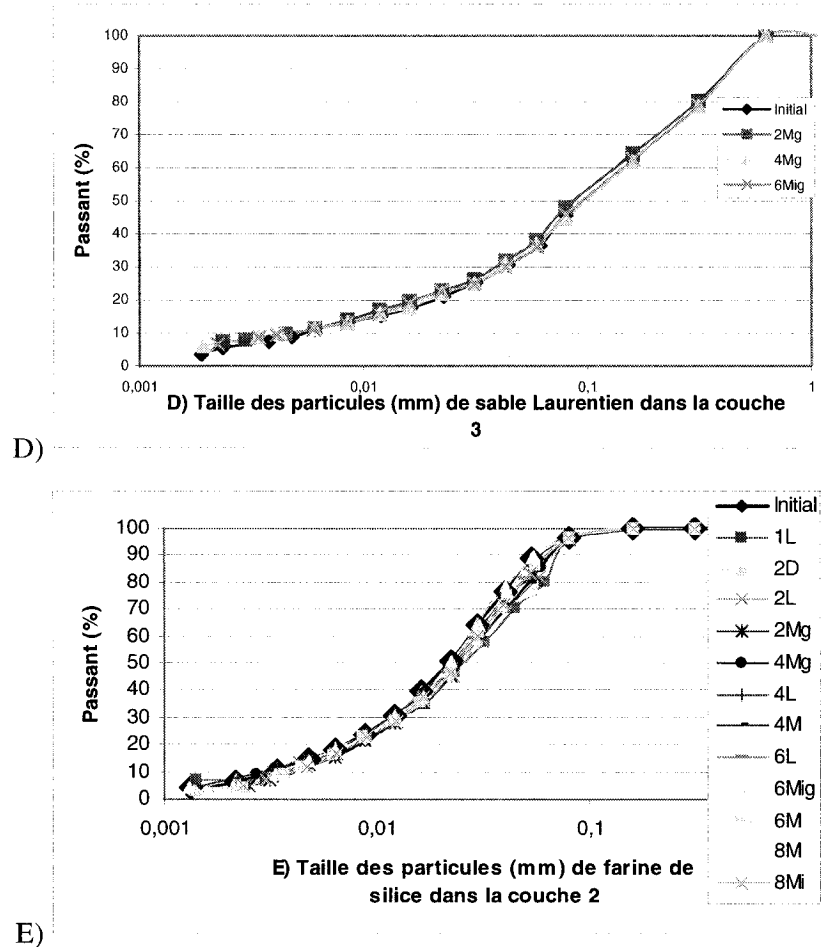 100
90
80
70
60
50
40
30
20
10
0
Passant (%)
0,001
0,01
0,1
1
Initial
2Mg
4Mg
6Mig
D) Taille des particules (mm) de sable Laurentien dans la couche
3
D)
100
90
80
70
60
50
40
30
20
10
0
Passant (%)
0,001
0,01
0,1
Initial
1L
2D
2L
2Mg
4Mg
4L
4M
6L
6Mig
6M
8M
8Mi
E) Taille des particules (mm) de farine de
silice dans la couche 2
E)